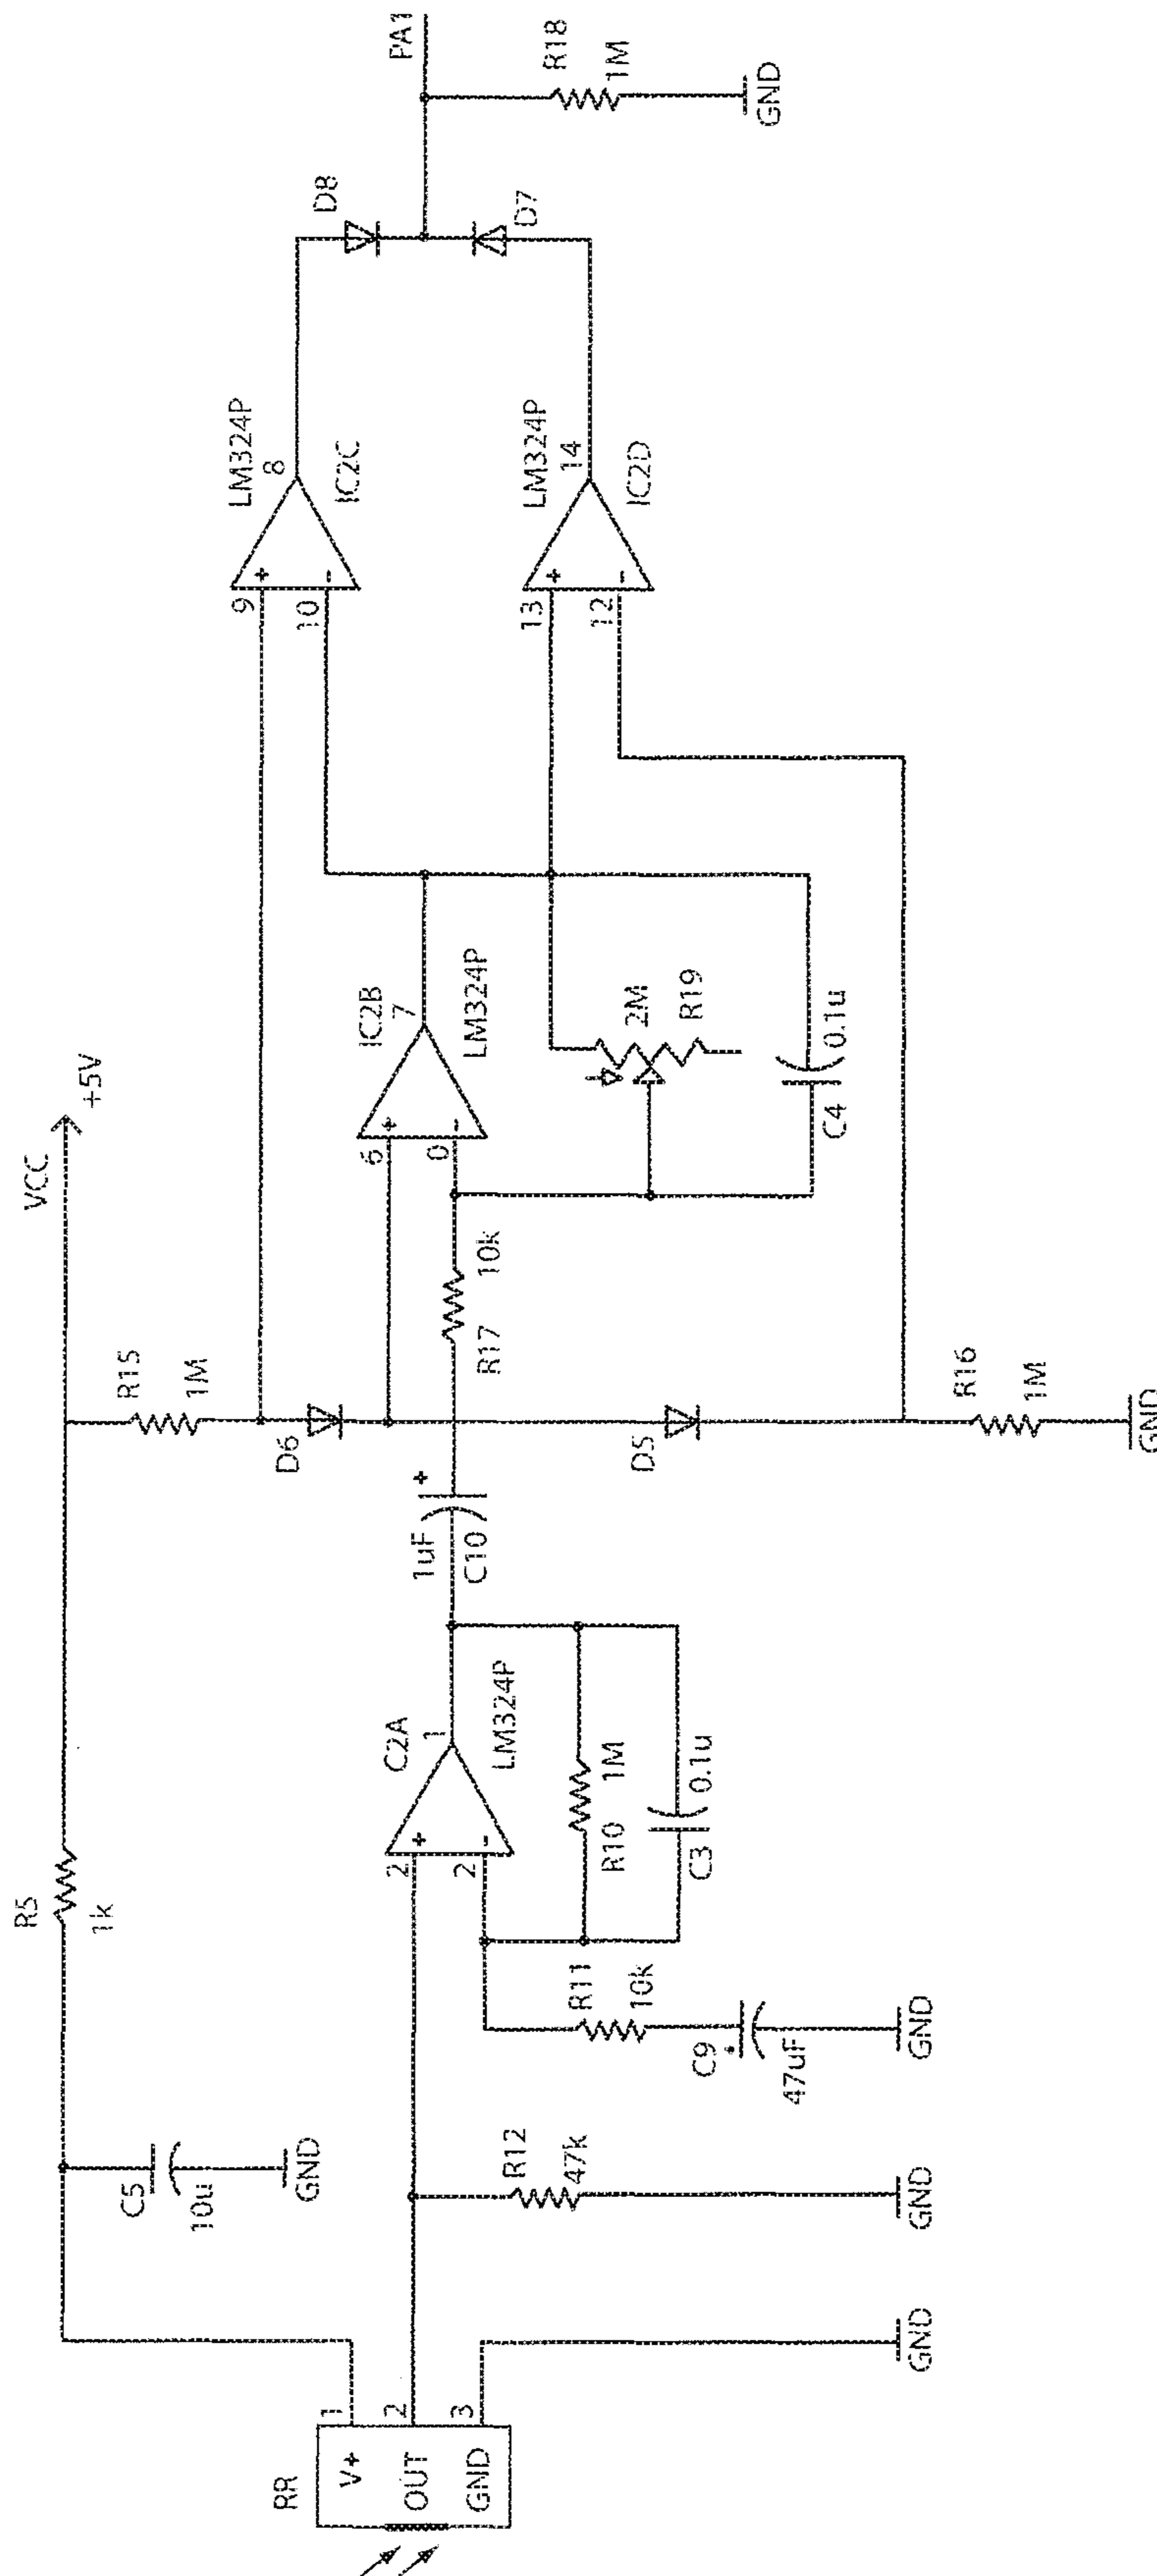 RR
V+
OUT
GND
1
2
3
C5
10u
GND
R5
1k
VCC
+5V
R12
47k
GND
GND
R11
10k
C9
47uF
GND
2
2
+
-
C2A
1
LM324P
R10
1M
C3
0.1u
1uF
+
C10
R15
1M
D6
D5
R16
1M
GND
R17
10k
6
0
+
-
IC2B
7
LM324P
2M
R19
C4
0.1u
9
10
+
-
LM324P
8
IC2C
13
12
+
-
LM324P
14
IC2D
D8
D7
PA1
R18
1M
GND